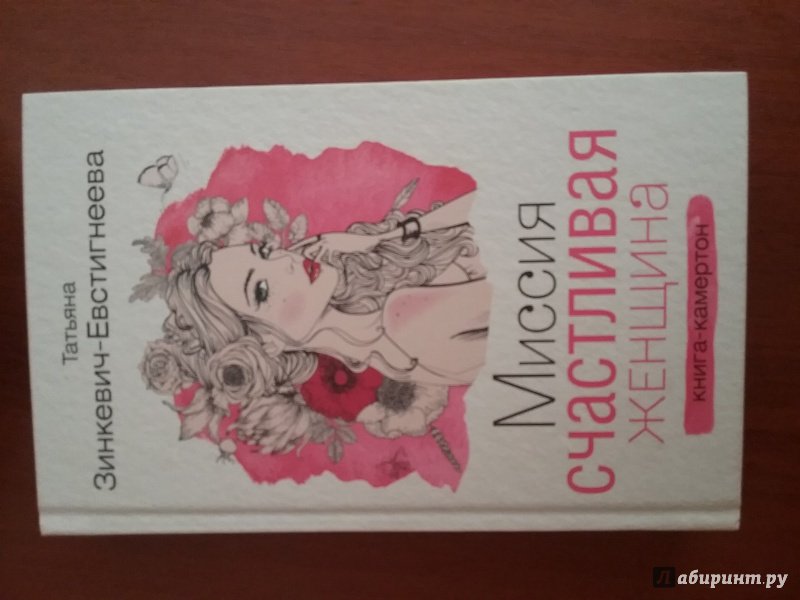 Татьяна
Зинкевич-Евстигнеева
Миссия
счастливая
женщина
книга-камертон
Лабиринт.ру